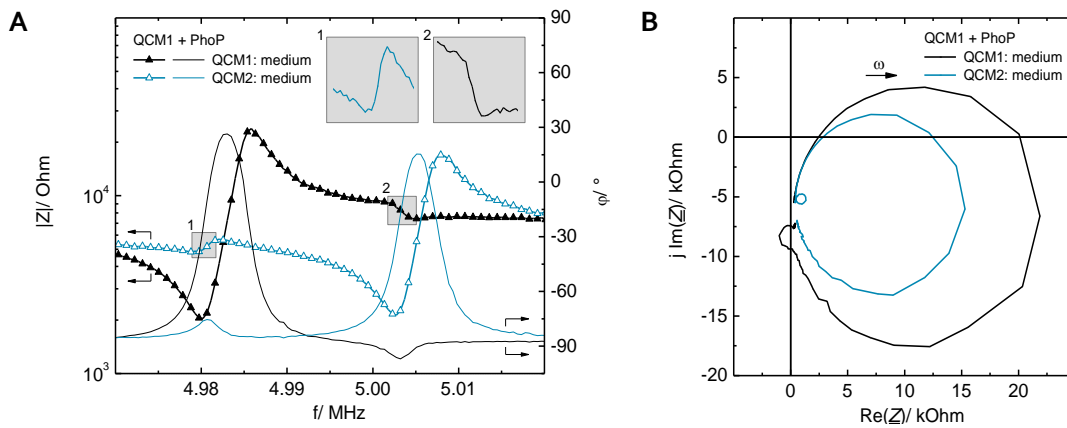 A
QCM1 + PhoP
QCM1: medium
QCM2: medium
1
2
1
2
10⁴
10³
|Z|/ Ohm
4.98
4.99
5.00
5.01
f/ MHz
90
60
30
0
-30
-60
-90
φ/ °
B
QCM1 + PhoP
QCM1: medium
QCM2: medium
ω
5
0
-5
-10
-15
-20
j Im(Z)/ kOhm
0
5
10
15
20
Re(Z)/ kOhm